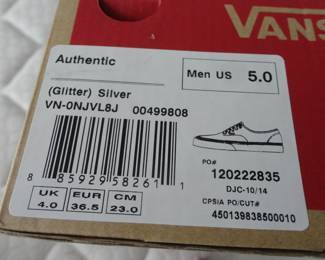 VANS
Authentic
Men US 5.0
(Glitter) Silver
VN-0NJVL8J 00499808
8 85929 58261 1
PO#
120222835
DJC-10/14
CPSIA PO/CUT#
450139838500010
UK EUR CM
4.0 36.5 23.0